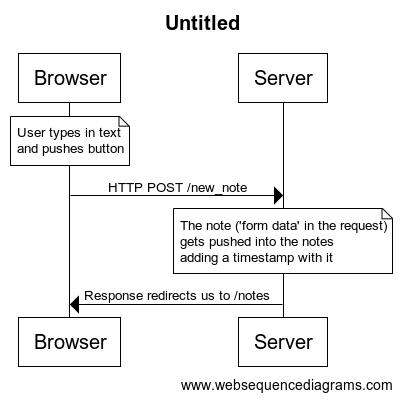 Untitled
Browser
Server
User types in text
and pushes button
HTTP POST /new_note
The note ('form data' in the request)
gets pushed into the notes
adding a timestamp with it
Response redirects us to /notes
Browser
Server
www.websequencediagrams.com